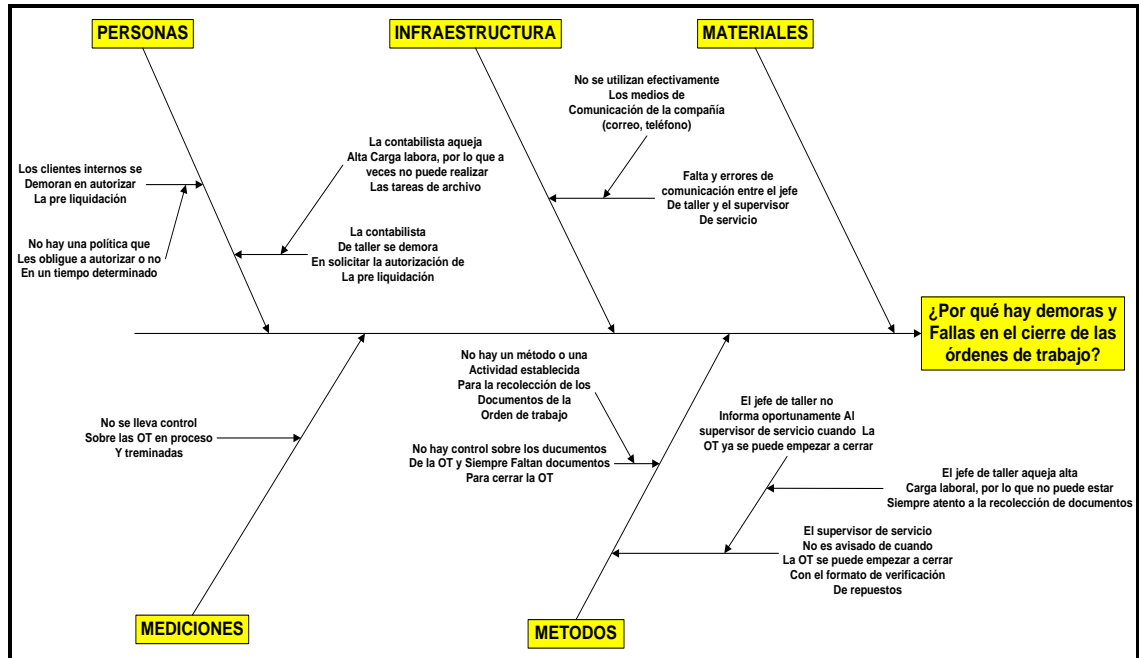 PERSONAS
INFRAESTRUCTURA
MATERIALES
No se utilizan efectivamente
Los medios de
Comunicación de la compañía
(correo, teléfono)
La contabilista aqueja
Alta Carga labora, por lo que a
veces no puede realizar
Las tareas de archivo
Los clientes internos se
Demoran en autorizar
La pre liquidación
Falta y errores de
comunicación entre el jefe
De taller y el supervisor
De servicio
No hay una política que
Les obligue a autorizar o no
En un tiempo determinado
La contabilista
De taller se demora
En solicitar la autorización de
La pre liquidación
¿Por qué hay demoras y
Fallas en el cierre de las
órdenes de trabajo?
No hay un método o una
Actividad establecida
Para la recolección de los
Documentos de la
Orden de trabajo
El jefe de taller no
Informa oportunamente Al
supervisor de servicio cuando La
OT ya se puede empezar a cerrar
No se lleva control
Sobre las OT en proceso
Y treminadas
No hay control sobre los ducumentos
De la OT y Siempre Faltan documentos
Para cerrar la OT
El jefe de taller aqueja alta
Carga laboral, por lo que no puede estar
Siempre atento a la recolección de documentos
El supervisor de servicio
No es avisado de cuando
La OT se puede empezar a cerrar
Con el formato de verificación
De repuestos
MEDICIONES
METODOS